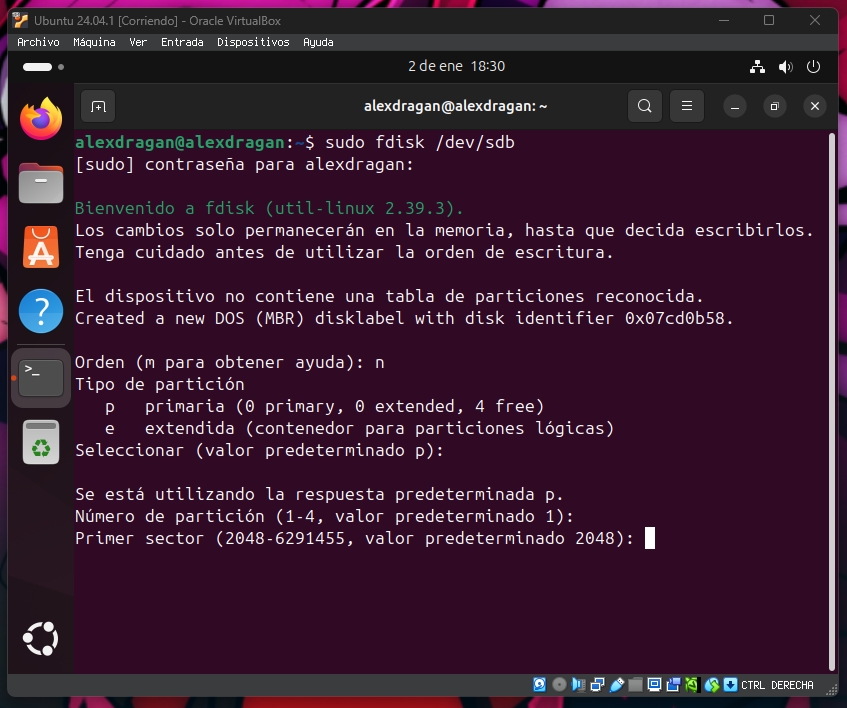 Ubuntu 24.04.1 [Corriendo] - Oracle VirtualBox
Archivo Máquina Ver Entrada Dispositivos Ayuda
2 de ene 18:30
alexdragan@alexdragan: ~
alexdragan@alexdragan:~$ sudo fdisk /dev/sdb
[sudo] contraseña para alexdragan:
Bienvenido a fdisk (util-linux 2.39.3).
Los cambios solo permanecerán en la memoria, hasta que decida escribirlos.
Tenga cuidado antes de utilizar la orden de escritura.
El dispositivo no contiene una tabla de particiones reconocida.
Created a new DOS (MBR) disklabel with disk identifier 0x07cd0b58.
Orden (m para obtener ayuda): n
Tipo de partición
p primaria (0 primary, 0 extended, 4 free)
e extendida (contenedor para particiones lógicas)
Seleccionar (valor predeterminado p):
Se está utilizando la respuesta predeterminada p.
Número de partición (1-4, valor predeterminado 1):
Primer sector (2048-6291455, valor predeterminado 2048):
CTRL DERECHA